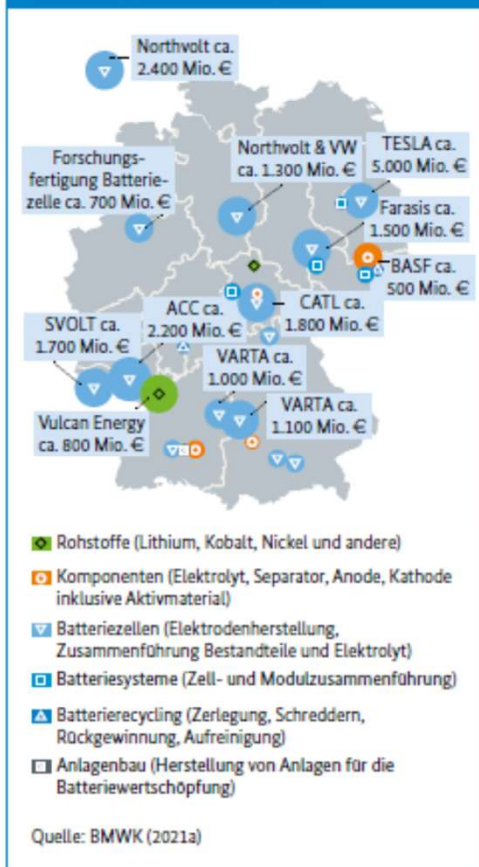 Northvolt ca.
2.400 Mio. €
Forschungs-
fertigung Batterie-
zelle ca. 700 Mio. €
Northvolt & VW
ca. 1.300 Mio. €
TESLA ca.
5.000 Mio. €
Farasis ca.
1.500 Mio. €
BASF ca.
500 Mio. €
SVOLT ca.
1.700 Mio. €
ACC ca.
2.200 Mio. €
CATL ca.
1.800 Mio. €
VARTA ca.
1.000 Mio. €
VARTA ca.
1.100 Mio. €
Vulcan Energy
ca. 800 Mio. €
Rohstoffe (Lithium, Kobalt, Nickel und andere)
Komponenten (Elektrolyt, Separator, Anode, Kathode
inklusive Aktivmaterial)
Batteriezellen (Elektrodenherstellung,
Zusammenführung Bestandteile und Elektrolyt)
Batteriesysteme (Zell- und Modulzusammenführung)
Batterierecycling (Zerlegung, Schreddern,
Rückgewinnung, Aufreinigung)
Anlagenbau (Herstellung von Anlagen für die
Batteriewertschöpfung)
Quelle: BMWK (2021a)